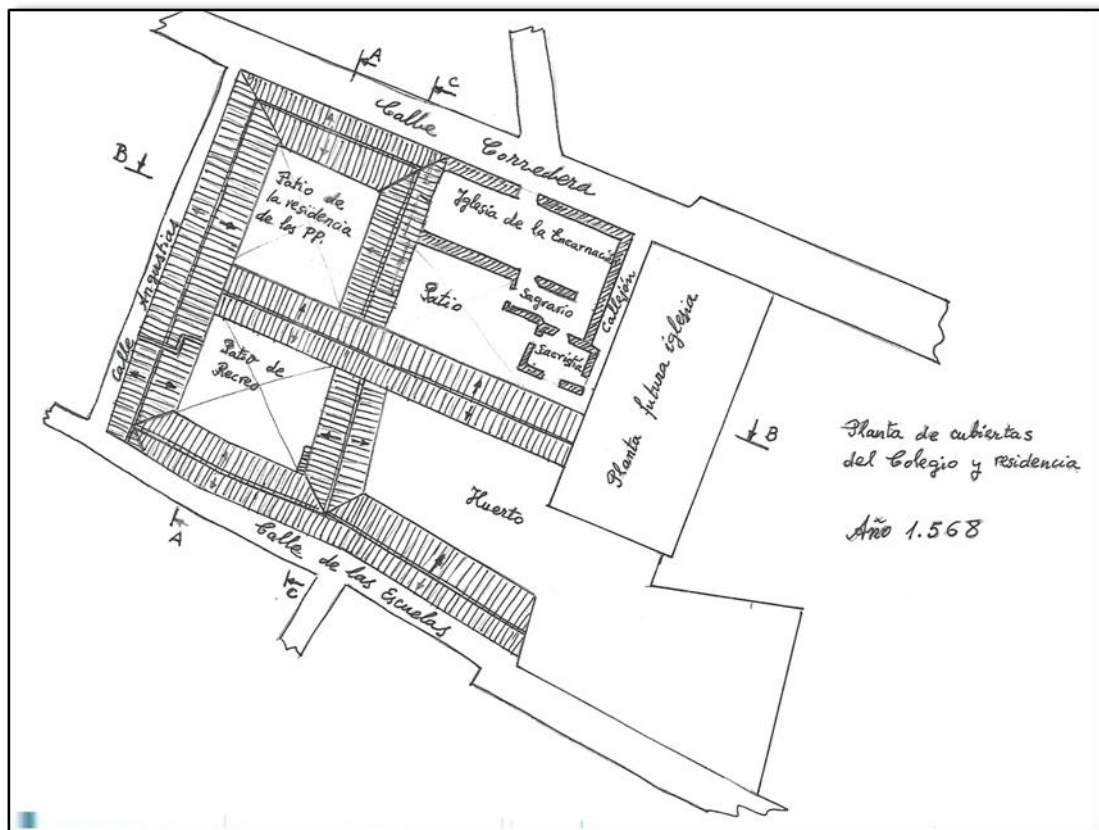 A
C
Calle Corredera
B
Patio de
la residencia
de los PP.
Iglesia de la Encarnación
Calle Angustias
Patio
Sagrario
Callejón
Sacristía
Planta futura iglesia
Patio de
Recreo
B
Planta de cubiertas
del Colegio y residencia
Huerto
Año 1.568
A
Calle de las Escuelas
C